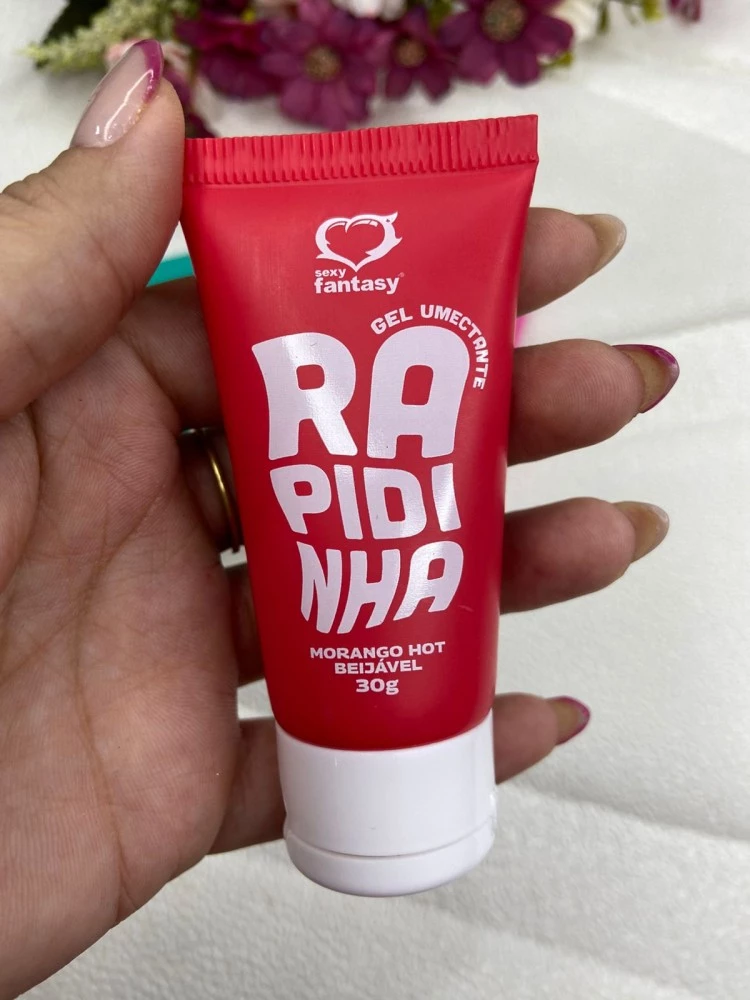 sexy
fantasy®
GEL UMECTANTE
RA
PIDI
NHA
MORANGO HOT
BEIJÁVEL
30g